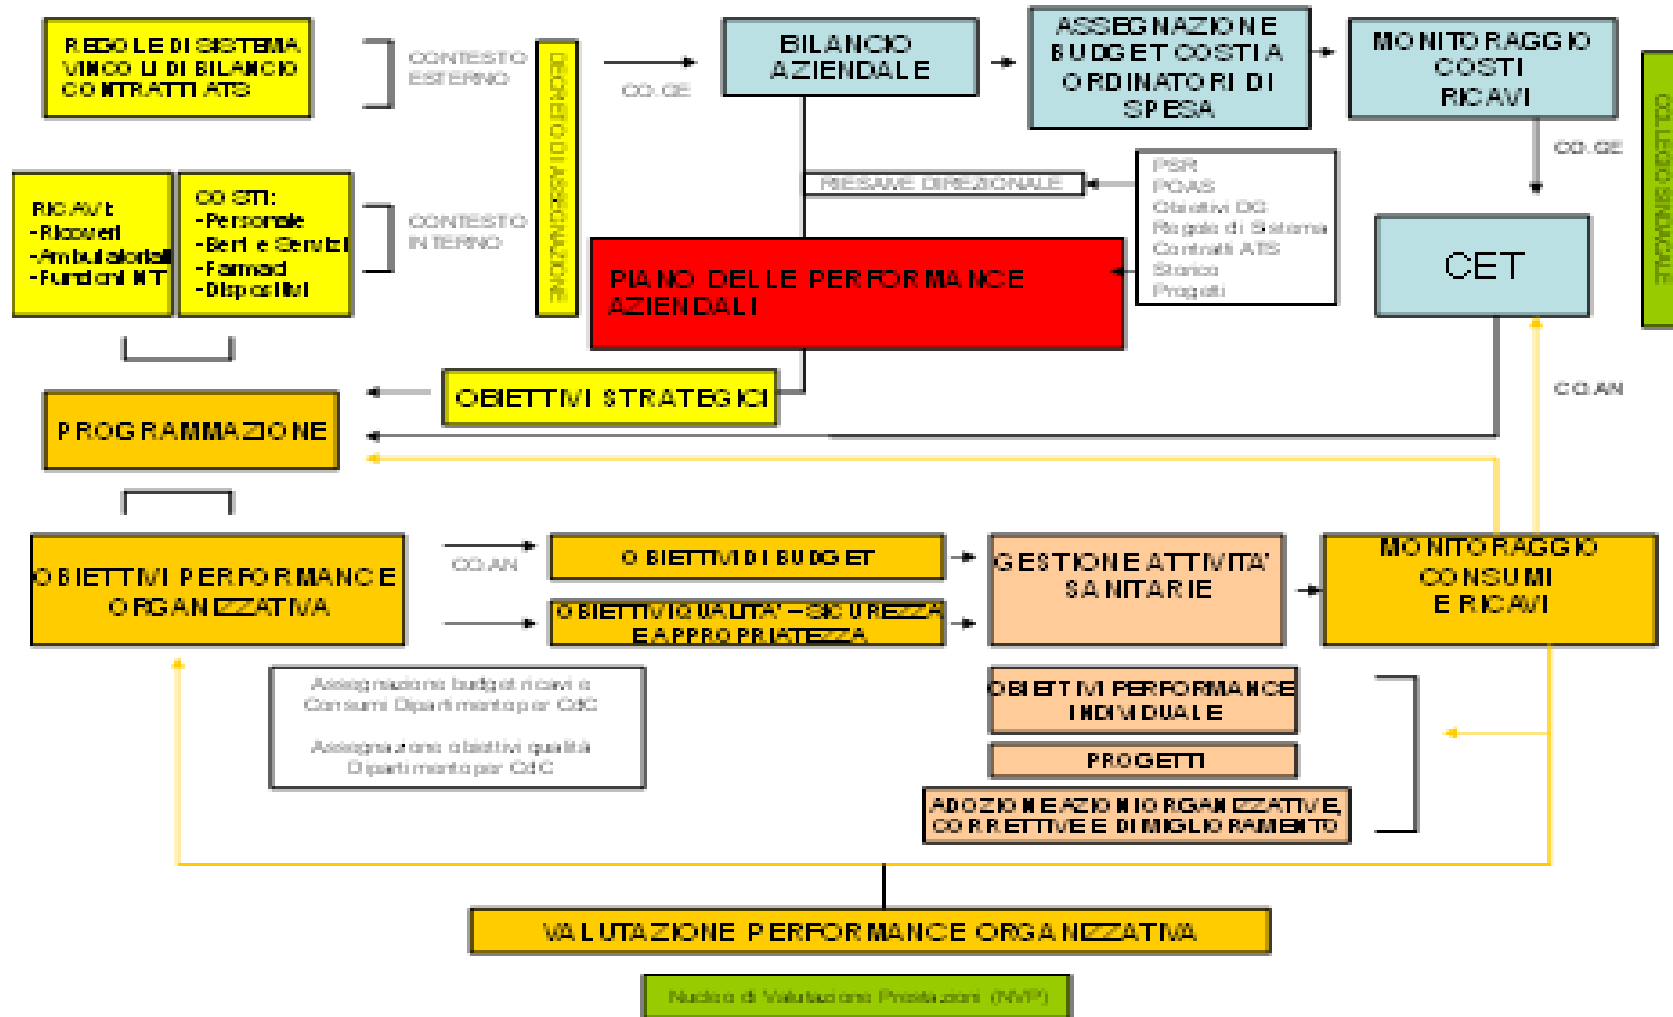 REGOLE DI SISTEMA
VINCOLI DI BILANCIO
CONTRATTI ATS
CONTESTO
ESTERNO
DECRETO DI ASSEGNAZIONE
CO.GE
BILANCIO
AZIENDALE
ASSEGNAZIONE
BUDGET COSTI A
ORDINATORI DI
SPESA
MONITORAGGIO
COSTI
RICAVI
COLLEGIO SINDACALE
CO.GE
RICAVI:
-Ricoveri
-Ambulatoriali
-Funzioni NT
COSTI:
-Personale
-Beni e Servizi
-Farmaci
-Dispositivi
CONTESTO
INTERNO
RIESAME DIREZIONALE
PSR
POAS
Obiettivi DG
Regole di Sistema
Contratti ATS
Storico
Progetti
CET
PIANO DELLE PERFORMANCE
AZIENDALI
OBIETTIVI STRATEGICI
CO.AN
PROGRAMMAZIONE
OBIETTIVI PERFORMANCE
ORGANIZZATIVA
CO.AN
OBIETTIVI DI BUDGET
OBIETTIVI QUALITA' – SICUREZZA
E APPROPRIATEZZA
GESTIONE ATTIVITA'
SANITARIE
MONITORAGGIO
CONSUMI
E RICAVI
Assegnazione budget ricavi e
Consumi Dipartimento per CdC
Assegnazione obiettivi qualità
Dipartimento per CdC
OBIETTIVI PERFORMANCE
INDIVIDUALE
PROGETTI
ADOZIONE AZIONI ORGANIZZATIVE,
CORRETTIVE E DI MIGLIORAMENTO
VALUTAZIONE PERFORMANCE ORGANIZZATIVA
Nucleo di Valutazione Prestazioni (NVP)